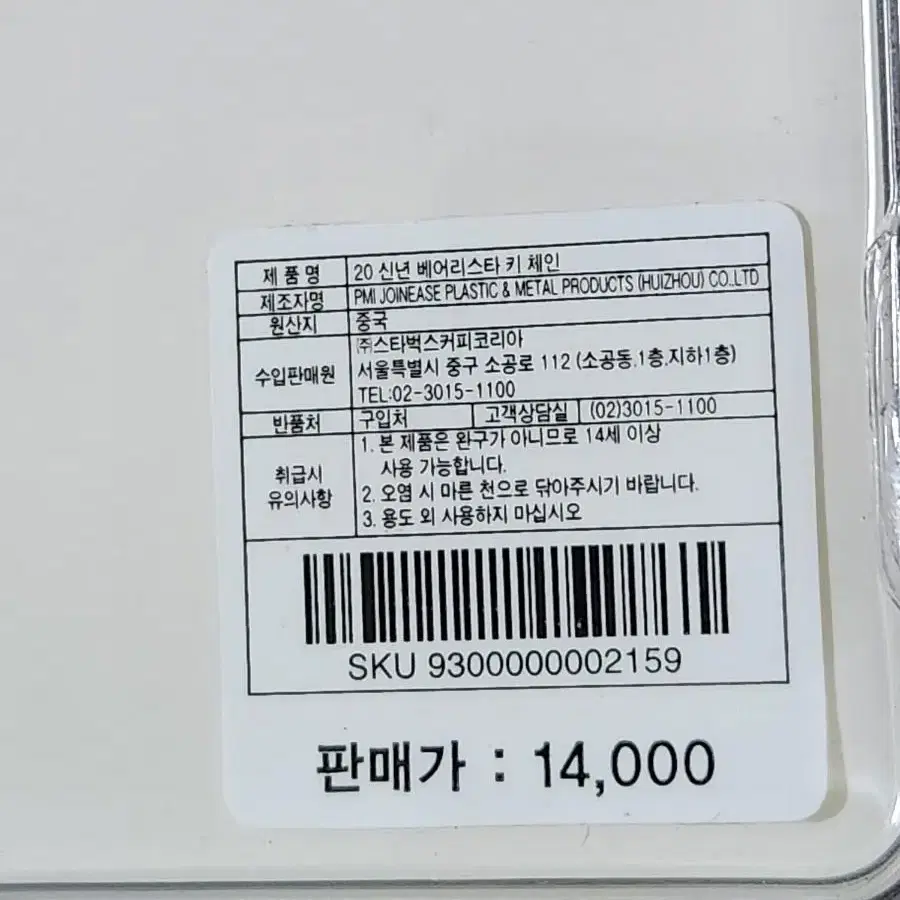 제 품 명 20 신년 베어리스타 키 체인
제조자명 PMI JOINEASE PLASTIC & METAL PRODUCTS (HUIZHOU) CO.,LTD
원산지 중국
수입판매원 ㈜스타벅스커피코리아
서울특별시 중구 소공로 112 (소공동,1층,지하1층)
TEL:02-3015-1100
반품처 구입처 고객상담실 (02)3015-1100
취급시 유의사항 1. 본 제품은 완구가 아니므로 14세 이상
사용 가능합니다.
2. 오염 시 마른 천으로 닦아주시기 바랍니다.
3. 용도 외 사용하지 마십시오
SKU 9300000002159
판매가 : 14,000